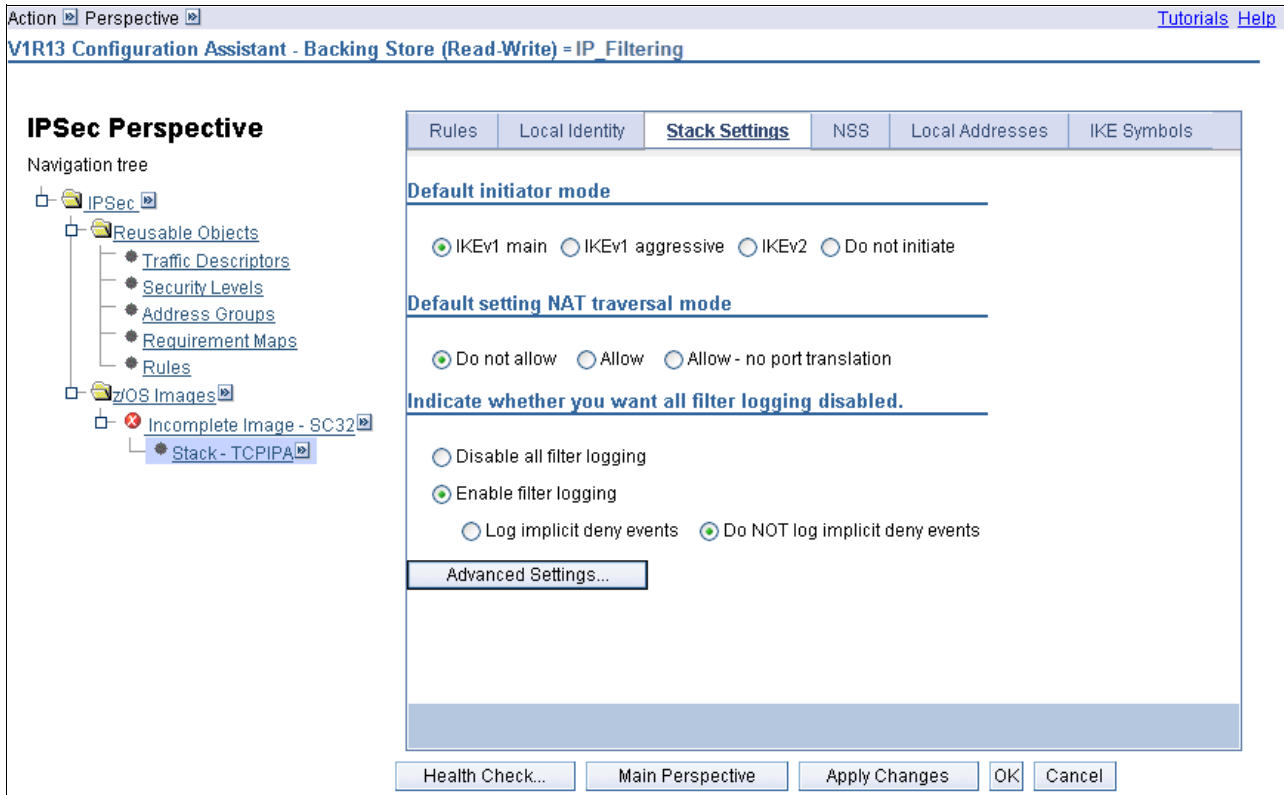 Action Perspective Tutorials Help
V1R13 Configuration Assistant - Backing Store (Read-Write) = IP_Filtering
IPSec Perspective
Navigation tree
IPSec
Reusable Objects
Traffic Descriptors
Security Levels
Address Groups
Requirement Maps
Rules
z/OS Images
Incomplete Image - SC32
Stack - TCPIPA
Rules Local Identity Stack Settings NSS Local Addresses IKE Symbols
Default initiator mode
IKEv1 main IKEv1 aggressive IKEv2 Do not initiate
Default setting NAT traversal mode
Do not allow Allow Allow - no port translation
Indicate whether you want all filter logging disabled.
Disable all filter logging
Enable filter logging
Log implicit deny events Do NOT log implicit deny events
Advanced Settings...
Health Check... Main Perspective Apply Changes OK Cancel